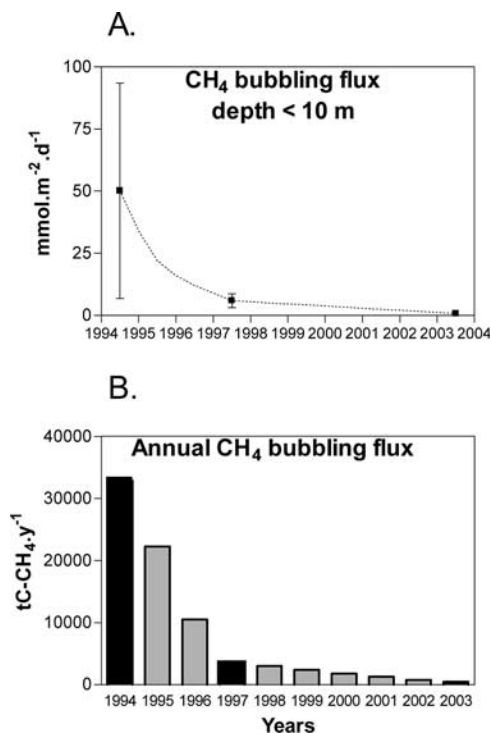 A.
CH₄ bubbling flux
depth < 10 m
mmol.m⁻².d⁻¹
100
75
50
25
0
1994 1995 1996 1997 1998 1999 2000 2001 2002 2003 2004
B.
Annual CH₄ bubbling flux
tC-CH₄.y⁻¹
40000
30000
20000
10000
0
1994 1995 1996 1997 1998 1999 2000 2001 2002 2003
Years